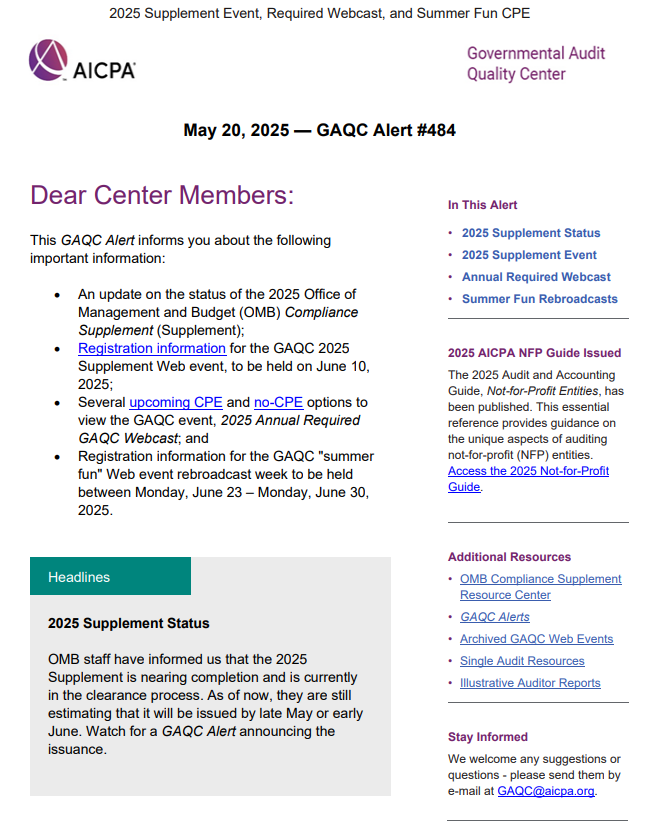 2025 Supplement Event, Required Webcast, and Summer Fun CPE
AICPA
Governmental Audit
Quality Center
May 20, 2025 — GAQC Alert #484
Dear Center Members:
This GAQC Alert informs you about the following
important information:
• An update on the status of the 2025 Office of
Management and Budget (OMB) Compliance
Supplement (Supplement);
• Registration information for the GAQC 2025
Supplement Web event, to be held on June 10,
2025;
• Several upcoming CPE and no-CPE options to
view the GAQC event, 2025 Annual Required
GAQC Webcast; and
• Registration information for the GAQC "summer
fun" Web event rebroadcast week to be held
between Monday, June 23 – Monday, June 30,
2025.
Headlines
2025 Supplement Status
OMB staff have informed us that the 2025
Supplement is nearing completion and is currently
in the clearance process. As of now, they are still
estimating that it will be issued by late May or early
June. Watch for a GAQC Alert announcing the
issuance.
In This Alert
• 2025 Supplement Status
• 2025 Supplement Event
• Annual Required Webcast
• Summer Fun Rebroadcasts
2025 AICPA NFP Guide Issued
The 2025 Audit and Accounting
Guide, Not-for-Profit Entities, has
been published. This essential
reference provides guidance on
the unique aspects of auditing
not-for-profit (NFP) entities.
Access the 2025 Not-for-Profit
Guide.
Additional Resources
• OMB Compliance Supplement
Resource Center
• GAQC Alerts
• Archived GAQC Web Events
• Single Audit Resources
• Illustrative Auditor Reports
Stay Informed
We welcome any suggestions or
questions - please send them by
e-mail at GAQC@aicpa.org.